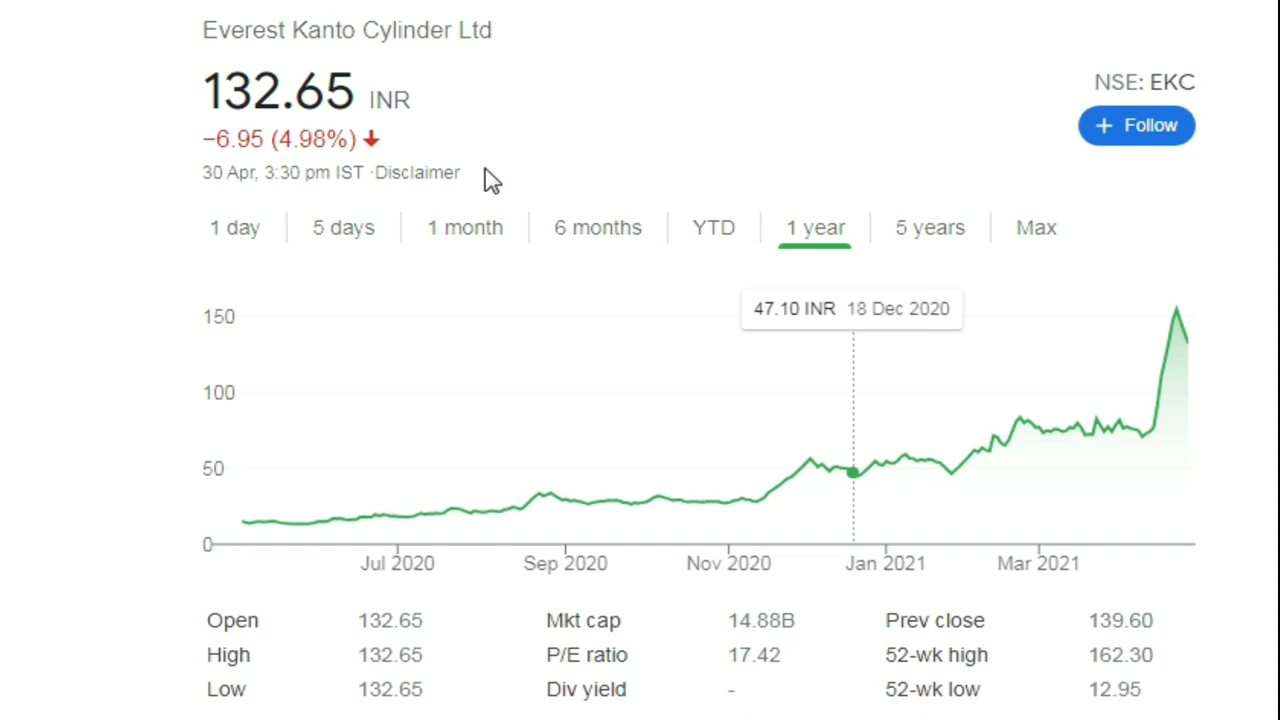 Everest Kanto Cylinder Ltd
132.65 INR
NSE: EKC
−6.95 (4.98%)
+ Follow
30 Apr, 3:30 pm IST ·Disclaimer
1 day 5 days 1 month 6 months YTD 1 year 5 years Max
47.10 INR 18 Dec 2020
150
100
50
0
Jul 2020 Sep 2020 Nov 2020 Jan 2021 Mar 2021
Open 132.65 Mkt cap 14.88B Prev close 139.60
High 132.65 P/E ratio 17.42 52-wk high 162.30
Low 132.65 Div yield - 52-wk low 12.95